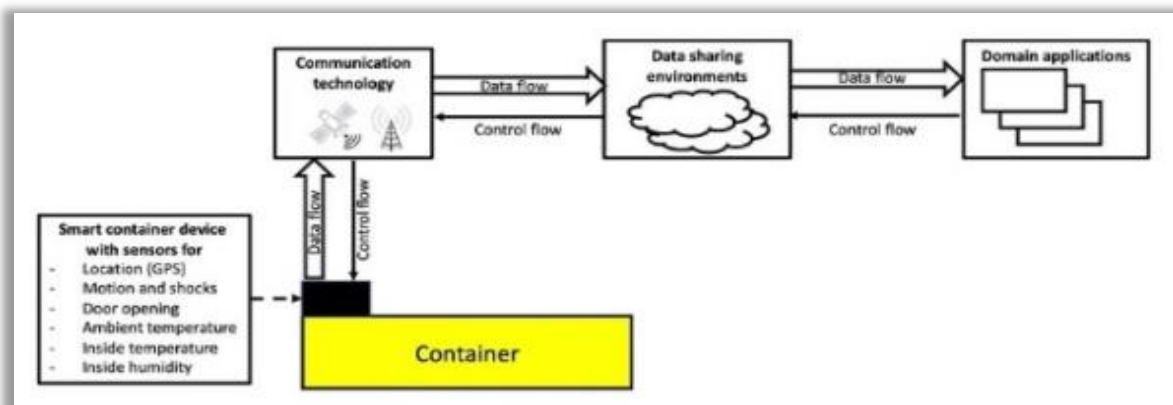 Communication
technology
Data flow
Control flow
Data sharing
environments
Data flow
Control flow
Domain applications
Data flow
Control flow
Smart container device
with sensors for
- Location (GPS)
- Motion and shocks
- Door opening
- Ambient temperature
- Inside temperature
- Inside humidity
Container